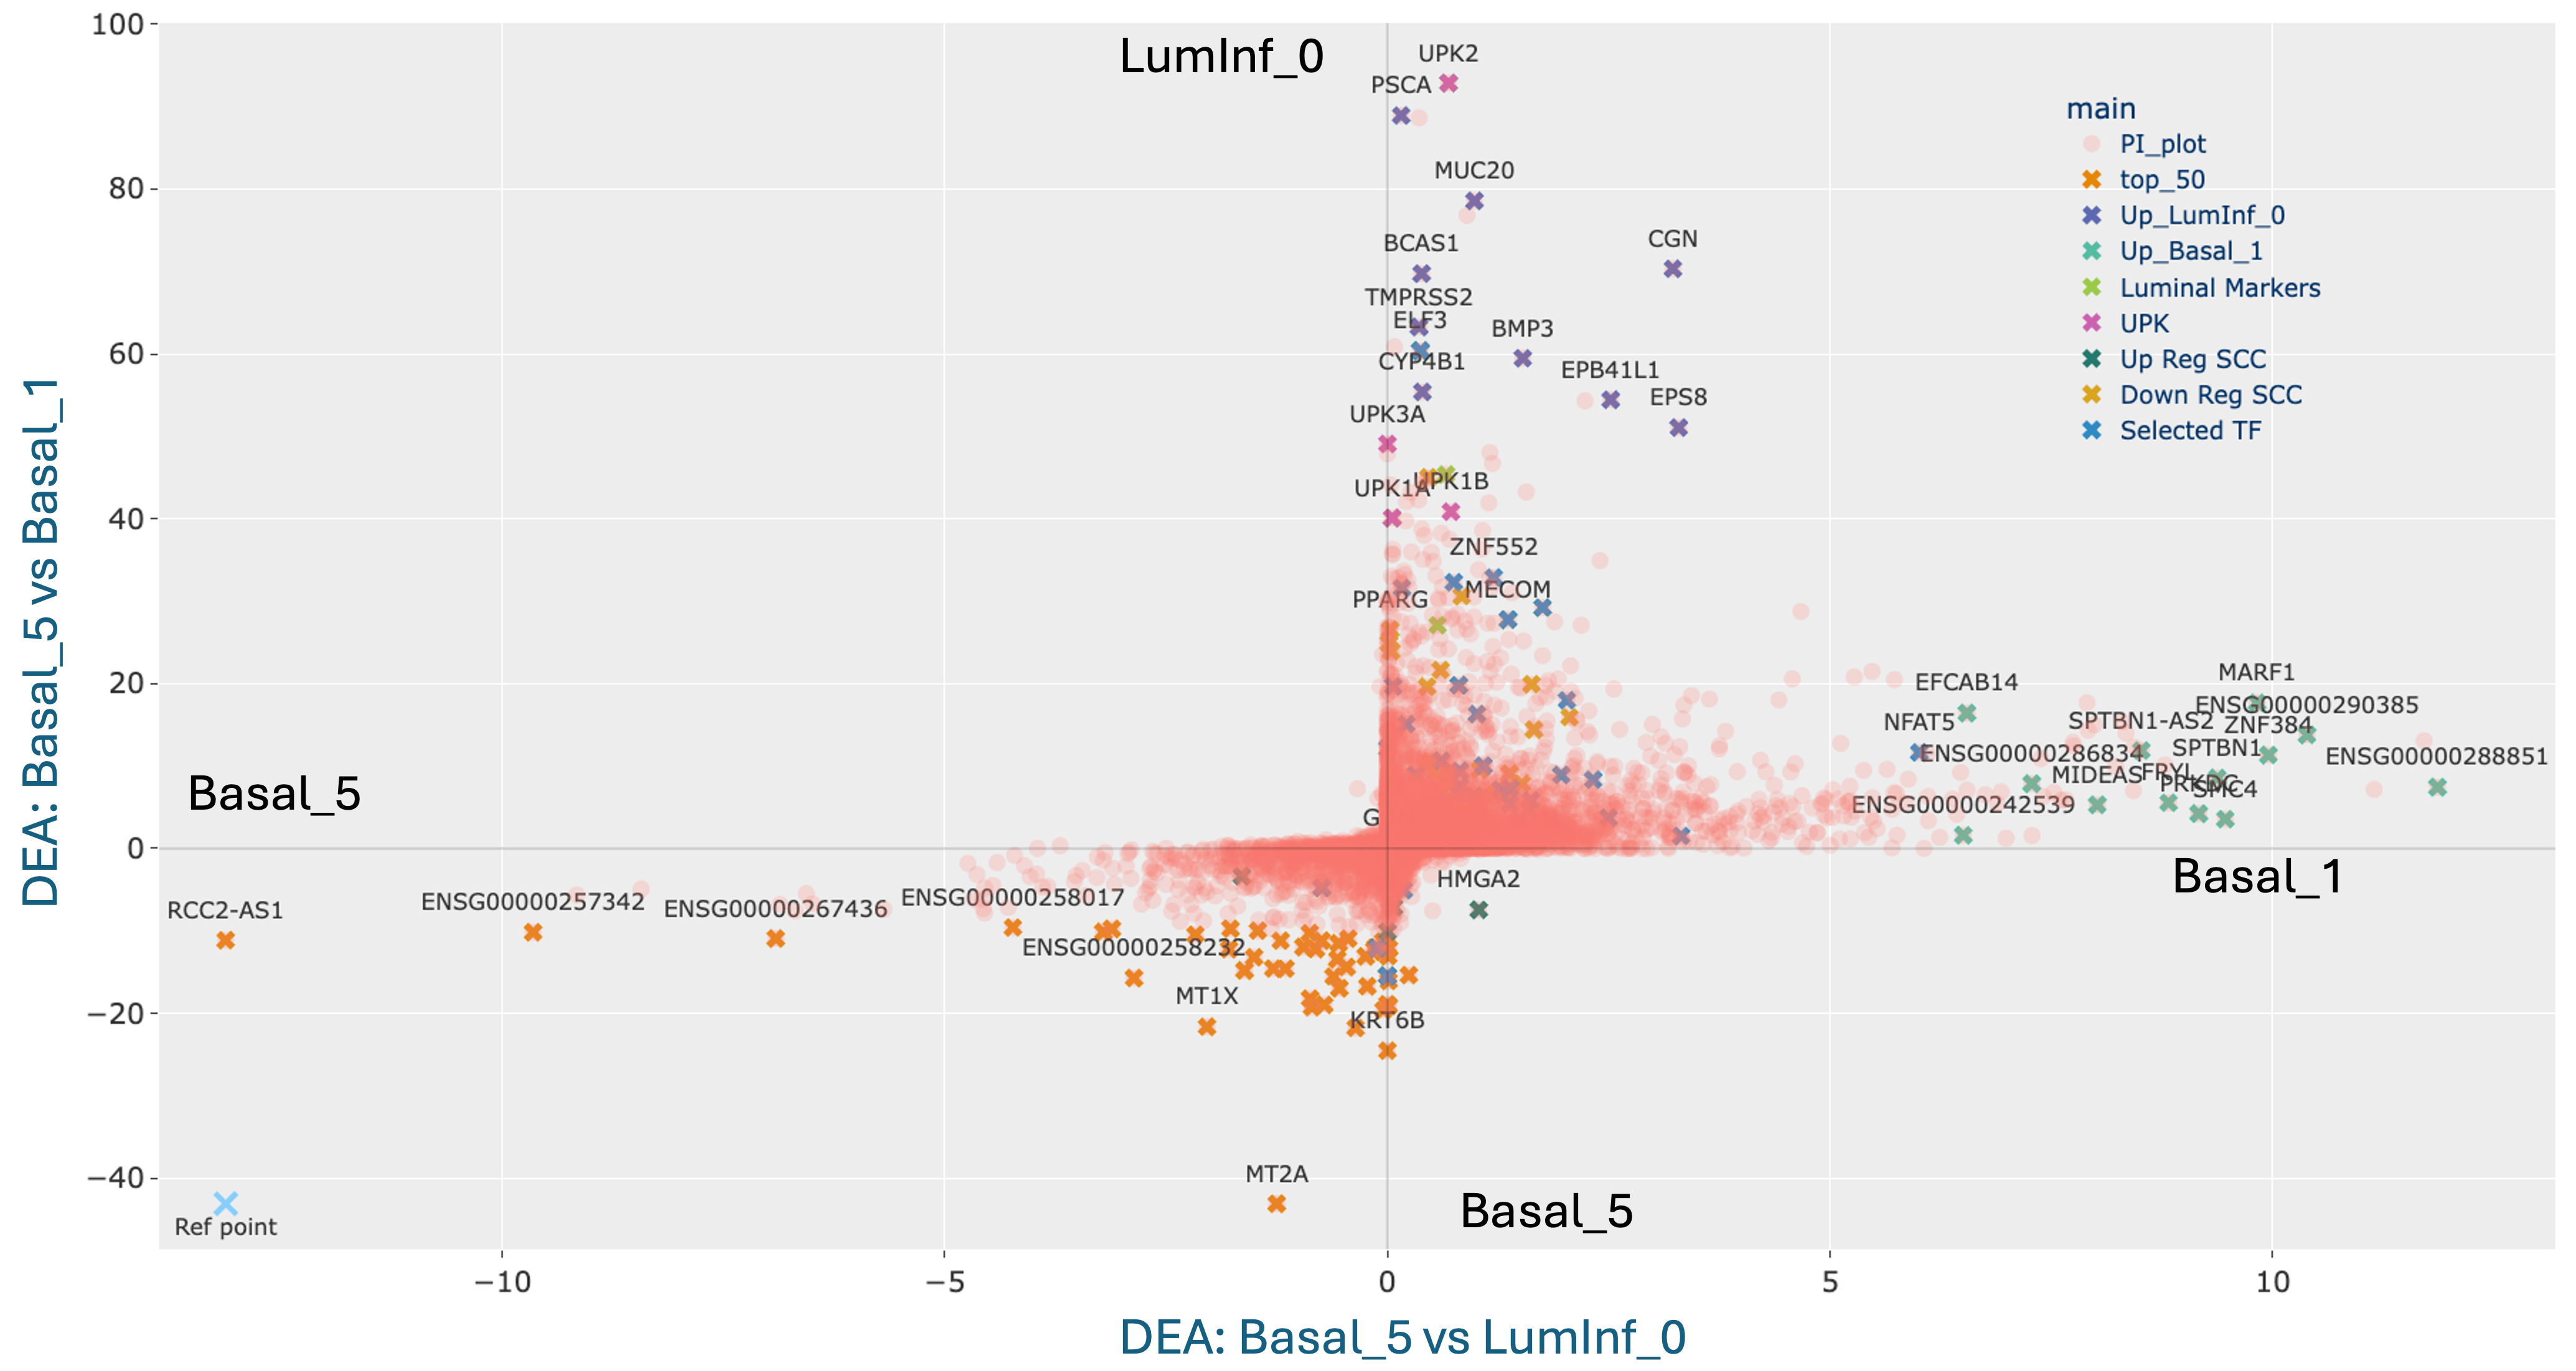 100
80
60
40
20
0
−20
−40
−10
−5
0
5
10
DEA: Basal_5 vs Basal_1
DEA: Basal_5 vs LumInf_0
LumInf_0
Basal_5
Basal_1
Basal_5
main
PI_plot
top_50
Up_LumInf_0
Up_Basal_1
Luminal Markers
UPK
Up Reg SCC
Down Reg SCC
Selected TF
UPK2
PSCA
MUC20
BCAS1
CGN
TMPRSS2
ELF3
BMP3
CYP4B1
EPB41L1
EPS8
UPK3A
UPK1A
UPK1B
ZNF552
MECOM
PPARG
EFCAB14
MARF1
ENSG00000290385
NFAT5
SPTBN1-AS2
ZNF384
ENSG00000286834
SPTBN1
ENSG00000288851
MIDEAS
FRYL
PRKDC
SMC4
ENSG00000242539
G
HMGA2
RCC2-AS1
ENSG00000257342
ENSG00000267436
ENSG00000258017
ENSG00000258232
MT1X
KRT6B
MT2A
Ref point